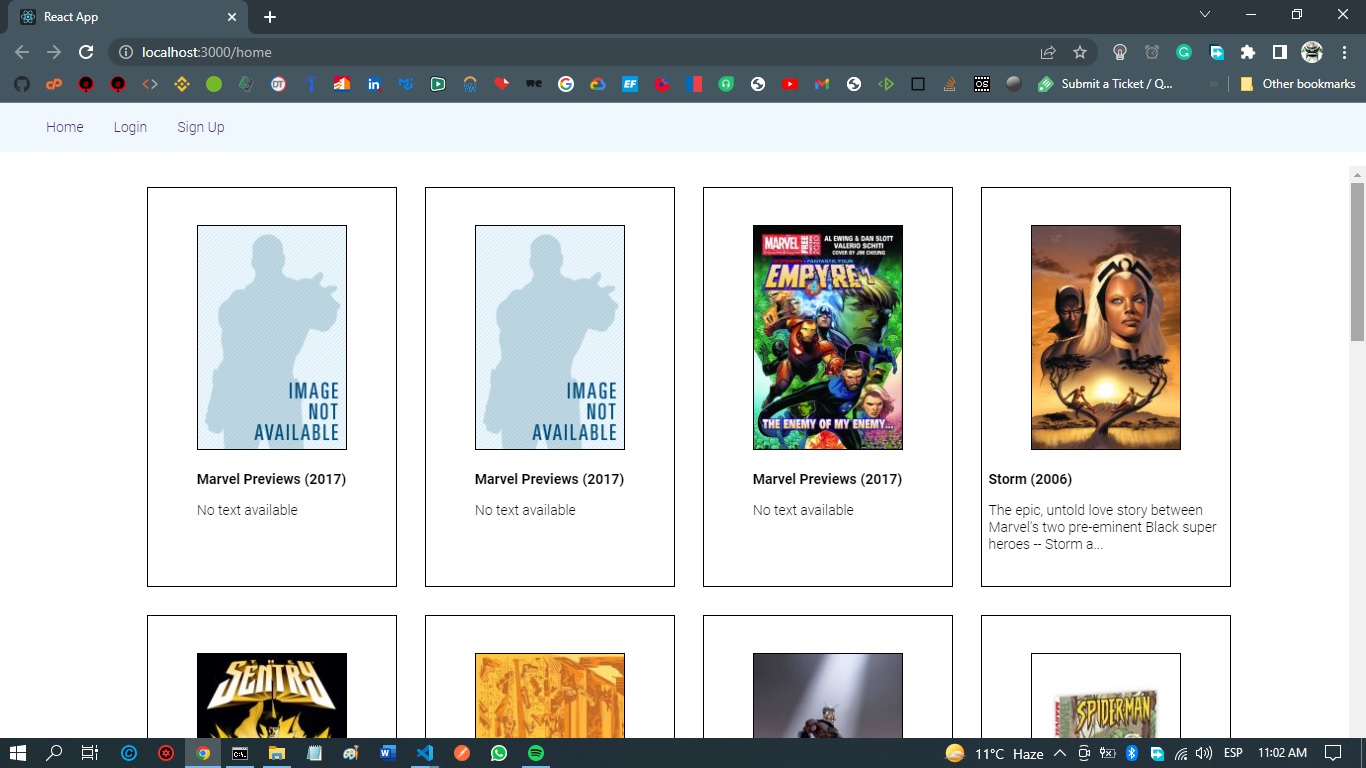 React App
localhost:3000/home
Submit a Ticket / Q...
Other bookmarks
Home
Login
Sign Up
IMAGE
NOT
AVAILABLE
Marvel Previews (2017)
No text available
IMAGE
NOT
AVAILABLE
Marvel Previews (2017)
No text available
MARVEL
FREE
AL EWING & DAN SLOTT
VALERIO SCHITI
COVER BY JIM CHEUNG
EMPYRE
THE ENEMY OF MY ENEMY...
Marvel Previews (2017)
No text available
Storm (2006)
The epic, untold love story between
Marvel's two pre-eminent Black super
heroes -- Storm a...
THE
SENTRY
SPIDER-MAN
11°C Haze
ESP
11:02 AM